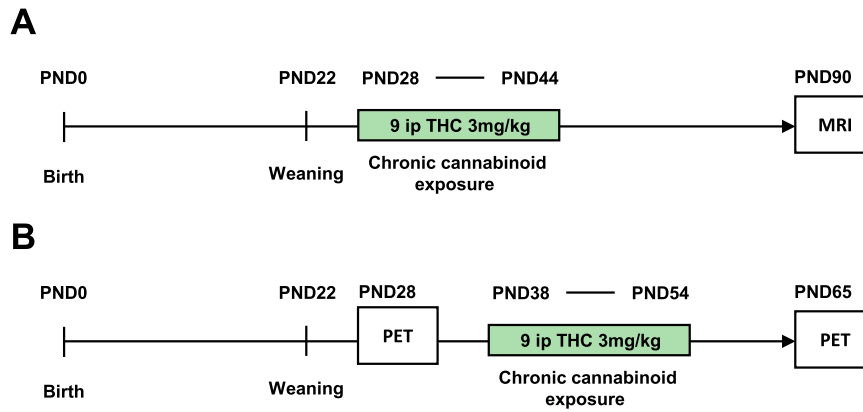 A
PND0 PND22 PND28 PND44 PND90
9 ip THC 3mg/kg MRI
Birth Weaning Chronic cannabinoid
exposure
B
PND0 PND22 PND28 PND38 PND54 PND65
PET 9 ip THC 3mg/kg PET
Birth Weaning Chronic cannabinoid
exposure